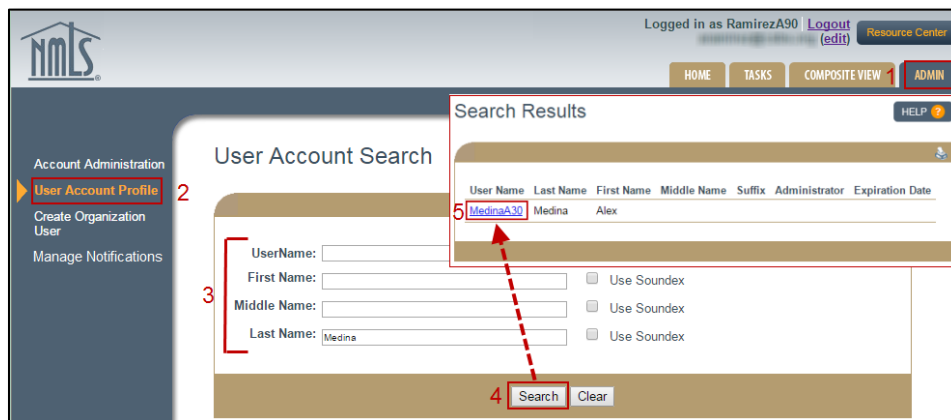 Logged in as RamirezA90 | Logout
(edit)
Resource Center
NMLS®
HOME TASKS COMPOSITE VIEW 1 ADMIN
Search Results
HELP ?
Account Administration
User Account Profile 2
Create Organization
User
Manage Notifications
User Account Search
User Name Last Name First Name Middle Name Suffix Administrator Expiration Date
5 MedinaA30 Medina Alex
3
UserName:
First Name: Use Soundex
Middle Name: Use Soundex
Last Name: Medina Use Soundex
4 Search Clear